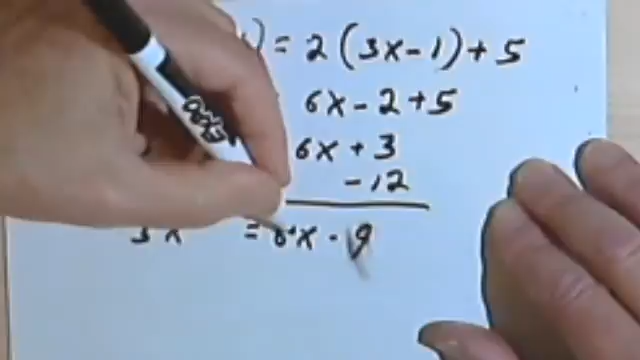 ) = 2 (3x - 1) + 5
6x - 2 + 5
6x + 3
- 12
3x = 6x - 9